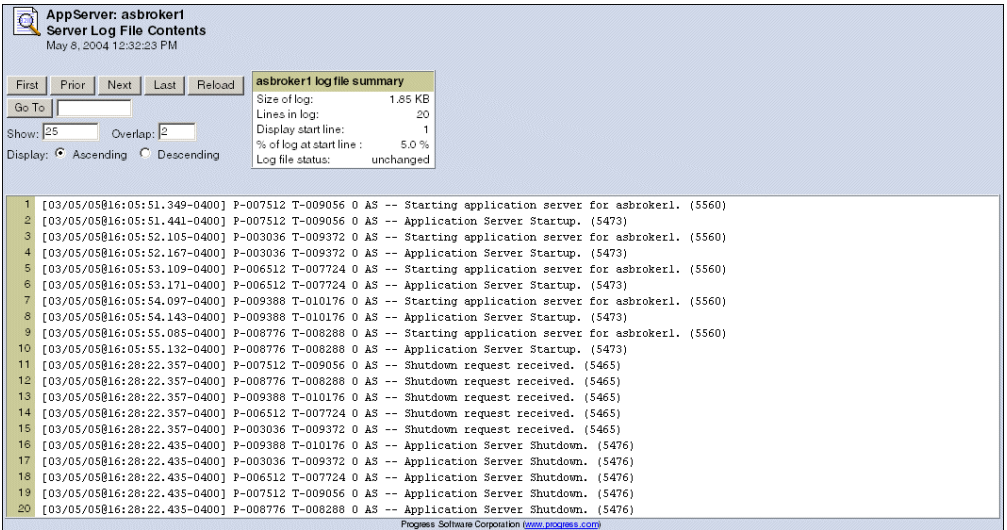 AppServer: asbroker1
Server Log File Contents
May 8, 2004 12:32:23 PM
First Prior Next Last Reload
Go To
Show: 25 Overlap: 2
Display: Ascending Descending
asbroker1 log file summary
Size of log: 1.85 KB
Lines in log: 20
Display start line: 1
% of log at start line : 5.0 %
Log file status: unchanged
1 [03/05/05@16:05:51.349-0400] P-007512 T-009056 0 AS -- Starting application server for asbroker1. (5560)
2 [03/05/05@16:05:51.441-0400] P-007512 T-009056 0 AS -- Application Server Startup. (5473)
3 [03/05/05@16:05:52.105-0400] P-003036 T-009372 0 AS -- Starting application server for asbroker1. (5560)
4 [03/05/05@16:05:52.167-0400] P-003036 T-009372 0 AS -- Application Server Startup. (5473)
5 [03/05/05@16:05:53.109-0400] P-006512 T-007724 0 AS -- Starting application server for asbroker1. (5560)
6 [03/05/05@16:05:53.171-0400] P-006512 T-007724 0 AS -- Application Server Startup. (5473)
7 [03/05/05@16:05:54.097-0400] P-009388 T-010176 0 AS -- Starting application server for asbroker1. (5560)
8 [03/05/05@16:05:54.143-0400] P-009388 T-010176 0 AS -- Application Server Startup. (5473)
9 [03/05/05@16:05:55.085-0400] P-008776 T-008288 0 AS -- Starting application server for asbroker1. (5560)
10 [03/05/05@16:05:55.132-0400] P-008776 T-008288 0 AS -- Application Server Startup. (5473)
11 [03/05/05@16:28:22.357-0400] P-007512 T-009056 0 AS -- Shutdown request received. (5465)
12 [03/05/05@16:28:22.357-0400] P-008776 T-008288 0 AS -- Shutdown request received. (5465)
13 [03/05/05@16:28:22.357-0400] P-009388 T-010176 0 AS -- Shutdown request received. (5465)
14 [03/05/05@16:28:22.357-0400] P-006512 T-007724 0 AS -- Shutdown request received. (5465)
15 [03/05/05@16:28:22.357-0400] P-003036 T-009372 0 AS -- Shutdown request received. (5465)
16 [03/05/05@16:28:22.435-0400] P-009388 T-010176 0 AS -- Application Server Shutdown. (5476)
17 [03/05/05@16:28:22.435-0400] P-003036 T-009372 0 AS -- Application Server Shutdown. (5476)
18 [03/05/05@16:28:22.435-0400] P-006512 T-007724 0 AS -- Application Server Shutdown. (5476)
19 [03/05/05@16:28:22.435-0400] P-007512 T-009056 0 AS -- Application Server Shutdown. (5476)
20 [03/05/05@16:28:22.435-0400] P-008776 T-008288 0 AS -- Application Server Shutdown. (5476)
Progress Software Corporation (www.progress.com)